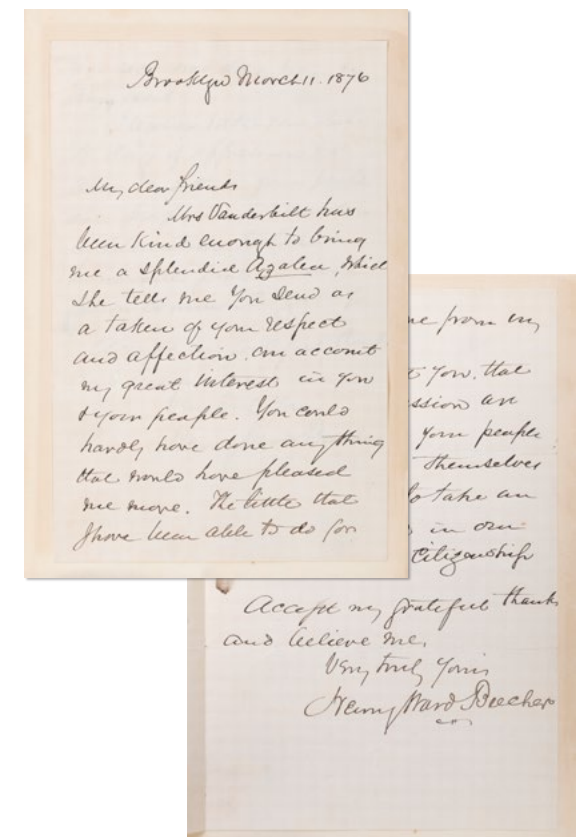 Brooklyn March 11. 1876
My dear friends
Mrs Vanderbilt has
been kind enough to bring
me a splendid Azalea, which
She tells me you send as
a token of your respect
and affection. on account
my great interest in you
& your people. You could
hardly have done anything
that would have pleased
me more. The little that
I have been able to do for
me from my
you. that
ssion an
your people
themselves
to take an
in our
citizenship
Accept my grateful thanks
and believe me,
Very truly yours
Henry Ward Beecher